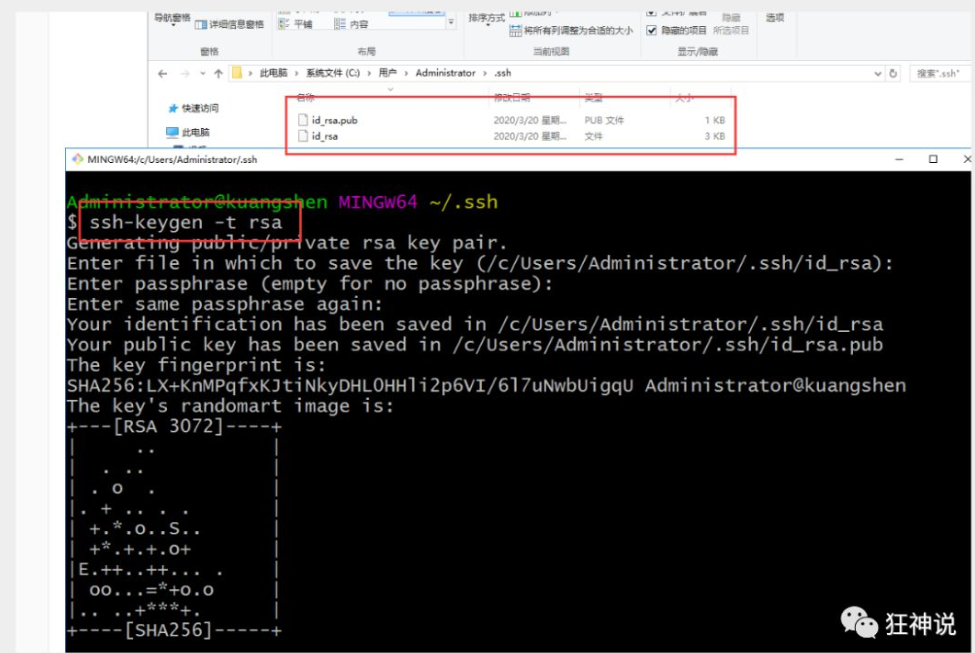 导航窗格 详细信息窗格 平铺 内容 排序方式 将所有列调整为合适的大小 隐藏的项目 隐藏 所选项目 选项
窗格 布局 当前视图 显示/隐藏
此电脑 › 系统文件 (C:) › 用户 › Administrator › .ssh 搜索".ssh"
名称 修改日期 类型 大小
快速访问
此电脑
id_rsa.pub 2020/3/20 星期... PUB 文件 1 KB
id_rsa 2020/3/20 星期... 文件 3 KB
MINGW64:/c/Users/Administrator/.ssh
Administrator@kuangshen MINGW64 ~/.ssh
$ ssh-keygen -t rsa
Generating public/private rsa key pair.
Enter file in which to save the key (/c/Users/Administrator/.ssh/id_rsa):
Enter passphrase (empty for no passphrase):
Enter same passphrase again:
Your identification has been saved in /c/Users/Administrator/.ssh/id_rsa
Your public key has been saved in /c/Users/Administrator/.ssh/id_rsa.pub
The key fingerprint is:
SHA256:LX+KnMPqfxKJtiNkyDHLOHHli2p6VI/6l7uNwbUigqU Administrator@kuangshen
The key's randomart image is:
+---[RSA 3072]----+
|      ..         |
|   . ..          |
|  . o  .         |
|. + .. . .       |
| +.*.o..S..      |
| +*.+.+.o+       |
|E.++..++... .    |
| oo...=*+o.o     |
|.. ..+***+.      |
+----[SHA256]-----+
狂神说